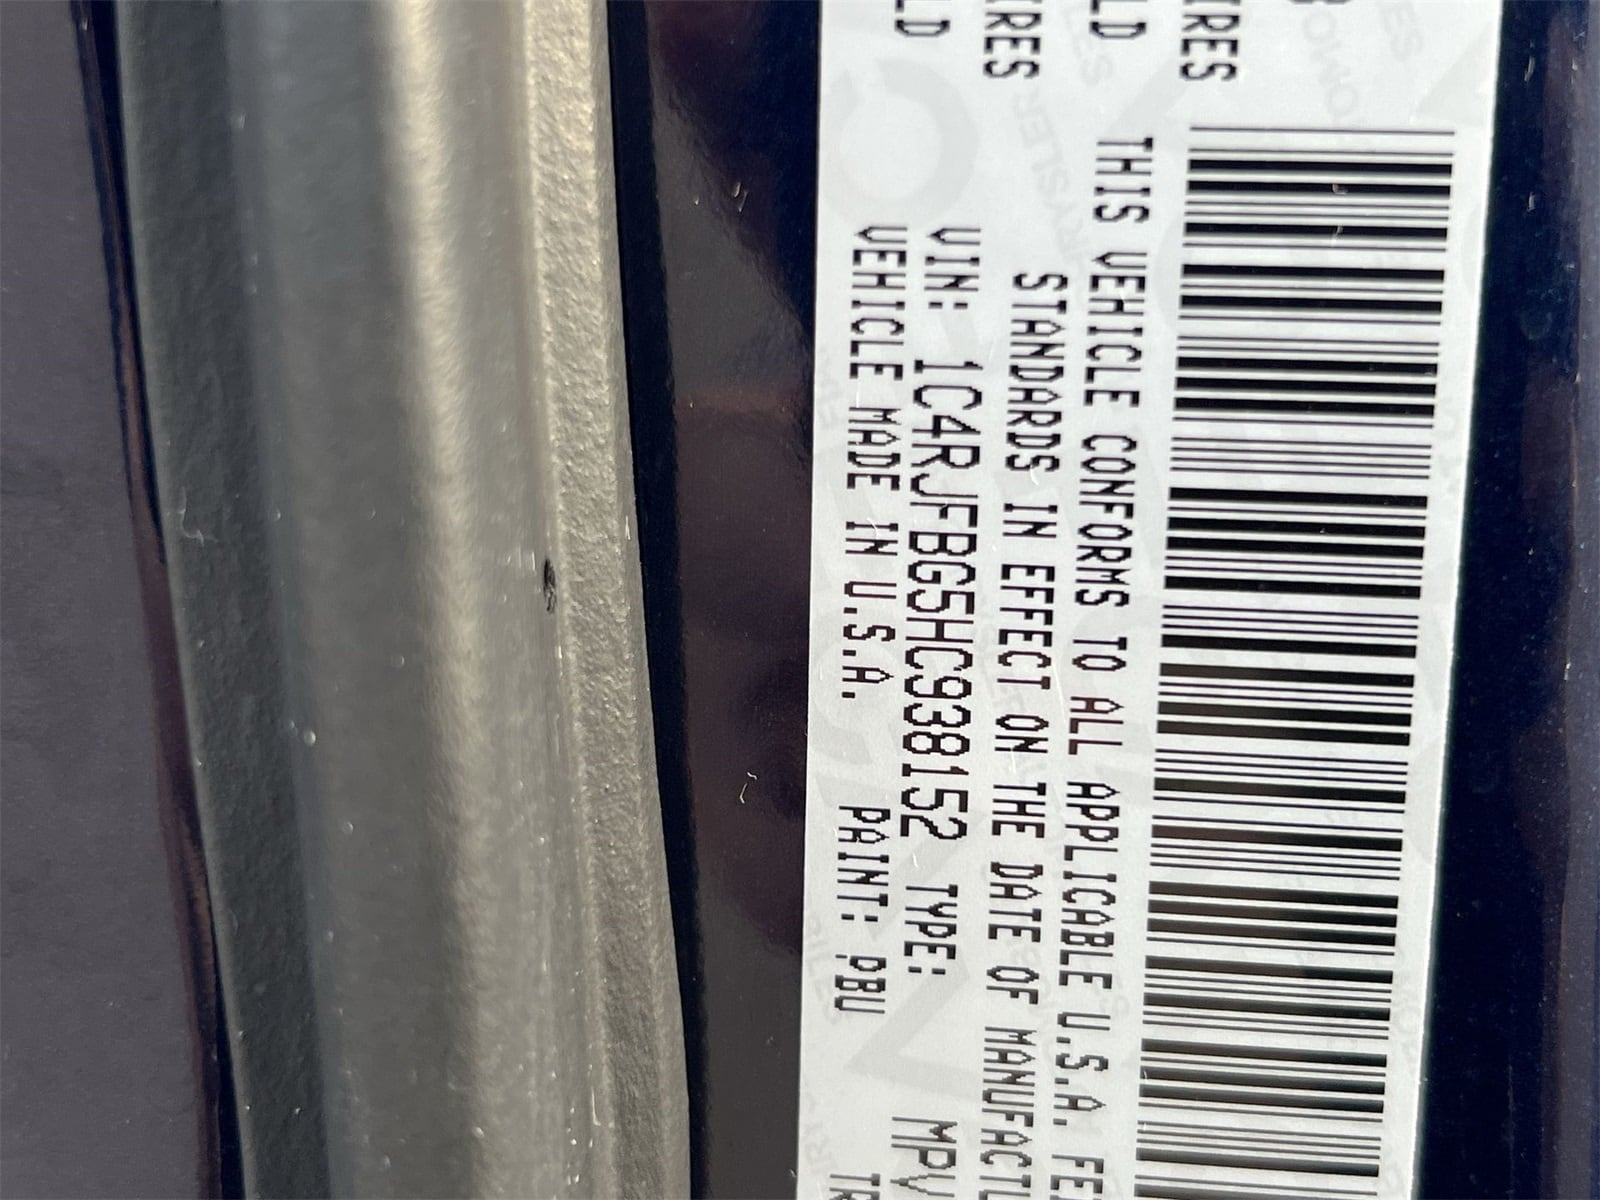 IRES
LD
THIS VEHICLE CONFORMS TO ALL APPLICABLE U.S.A. FE
STANDARDS IN EFFECT ON THE DATE OF MANUFACTU
IRES
LD
VIN: 1C4RJFBG5HC938152 TYPE: MPV
VEHICLE MADE IN U.S.A. PAINT: PBU TR